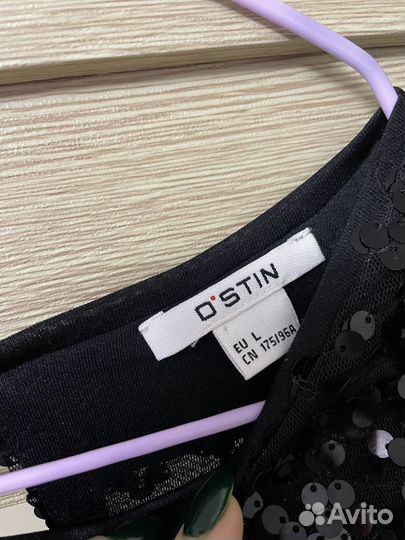 O'STIN
EU L
CN 175/96A
Avito